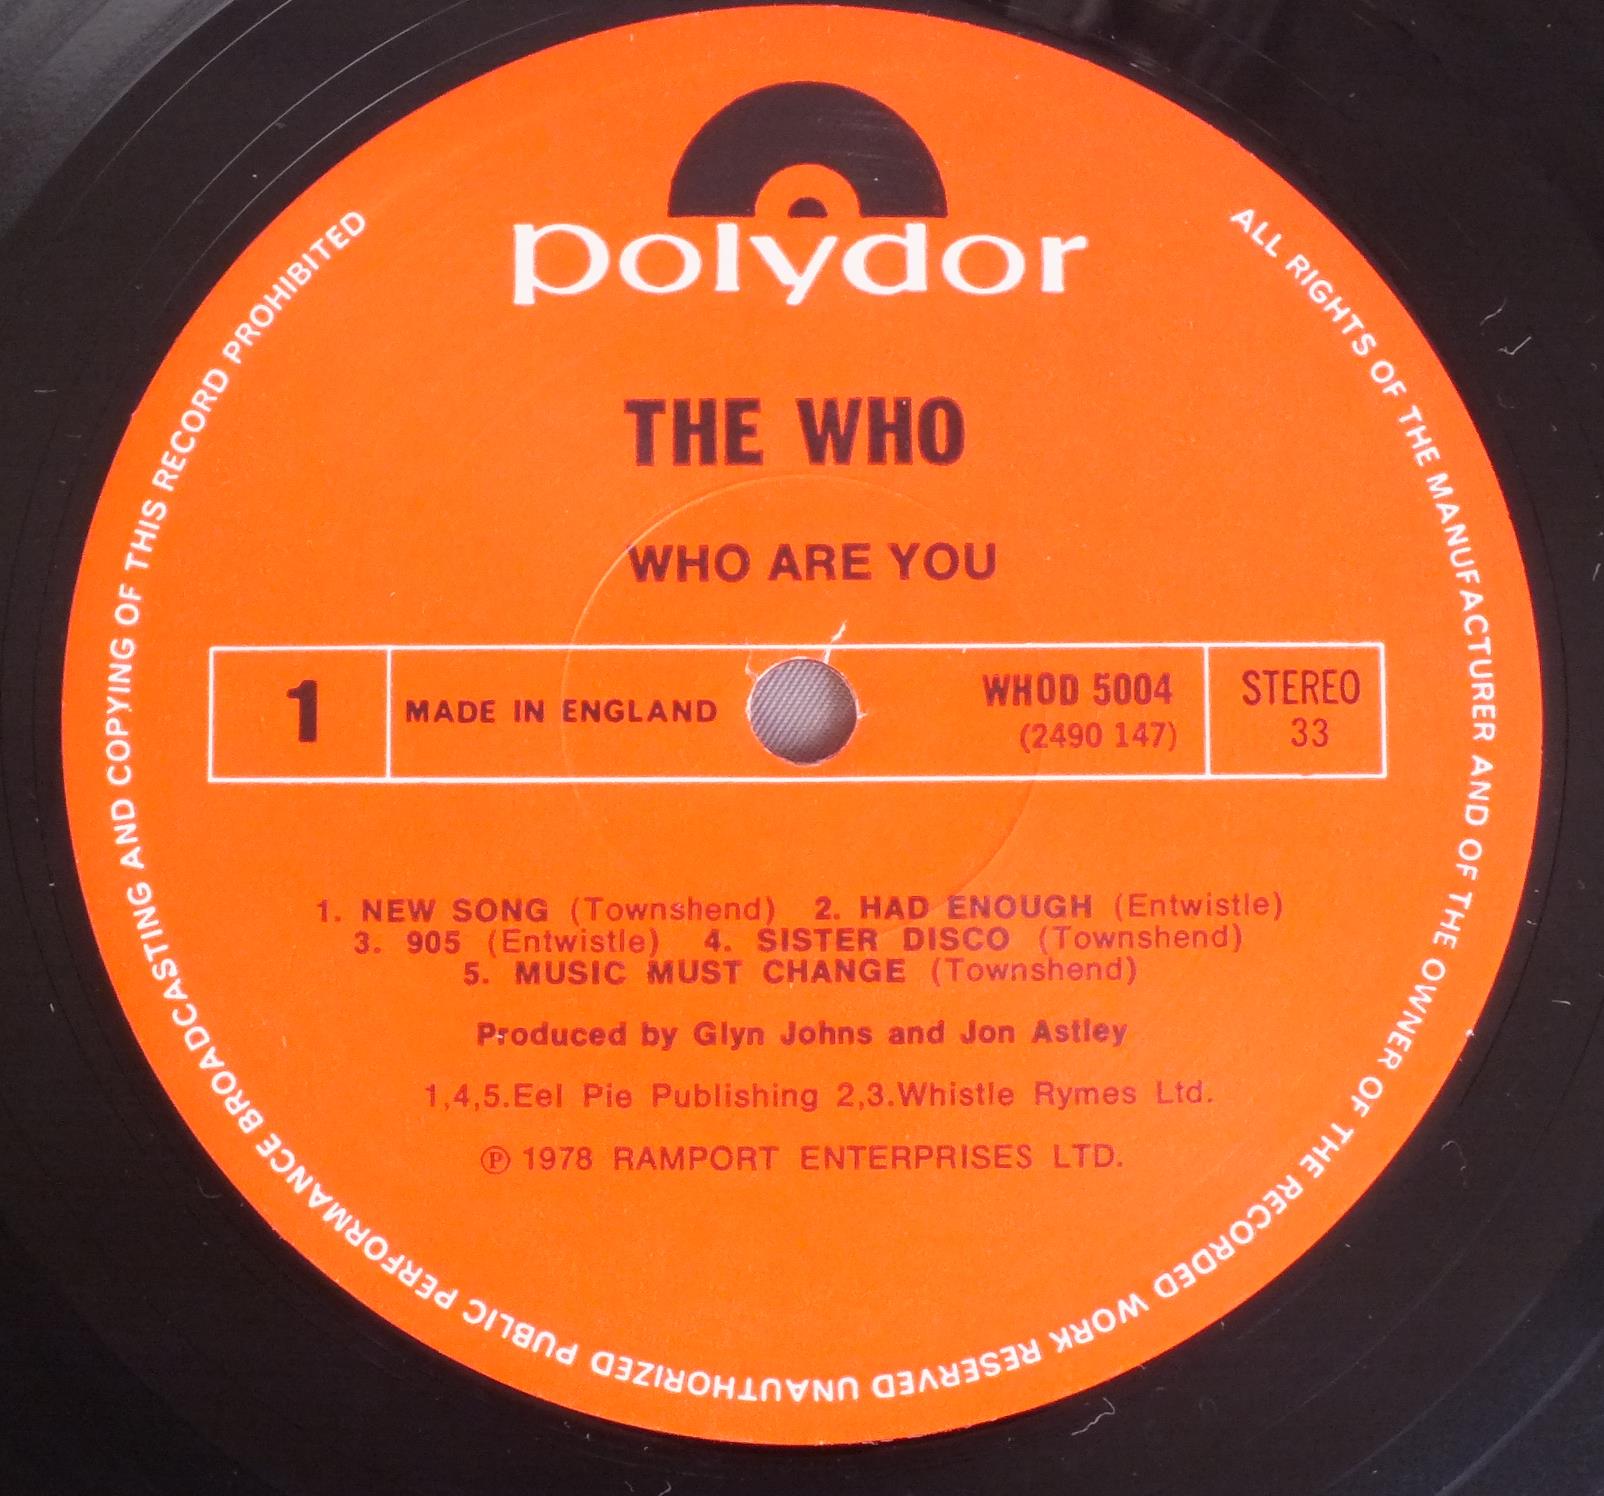 polydor
THE WHO
WHO ARE YOU
1
MADE IN ENGLAND
WHOD 5004
(2490 147)
STEREO
33
1. NEW SONG (Townshend) 2. HAD ENOUGH (Entwistle)
3. 905 (Entwistle) 4. SISTER DISCO (Townshend)
5. MUSIC MUST CHANGE (Townshend)
Produced by Glyn Johns and Jon Astley
1,4,5.Eel Pie Publishing 2,3.Whistle Rymes Ltd.
℗ 1978 RAMPORT ENTERPRISES LTD.
ALL RIGHTS OF THE MANUFACTURER AND OF THE OWNER OF THE RECORDED WORK RESERVED UNAUTHORIZED PUBLIC PERFORMANCE BROADCASTING AND COPYING OF THIS RECORD PROHIBITED